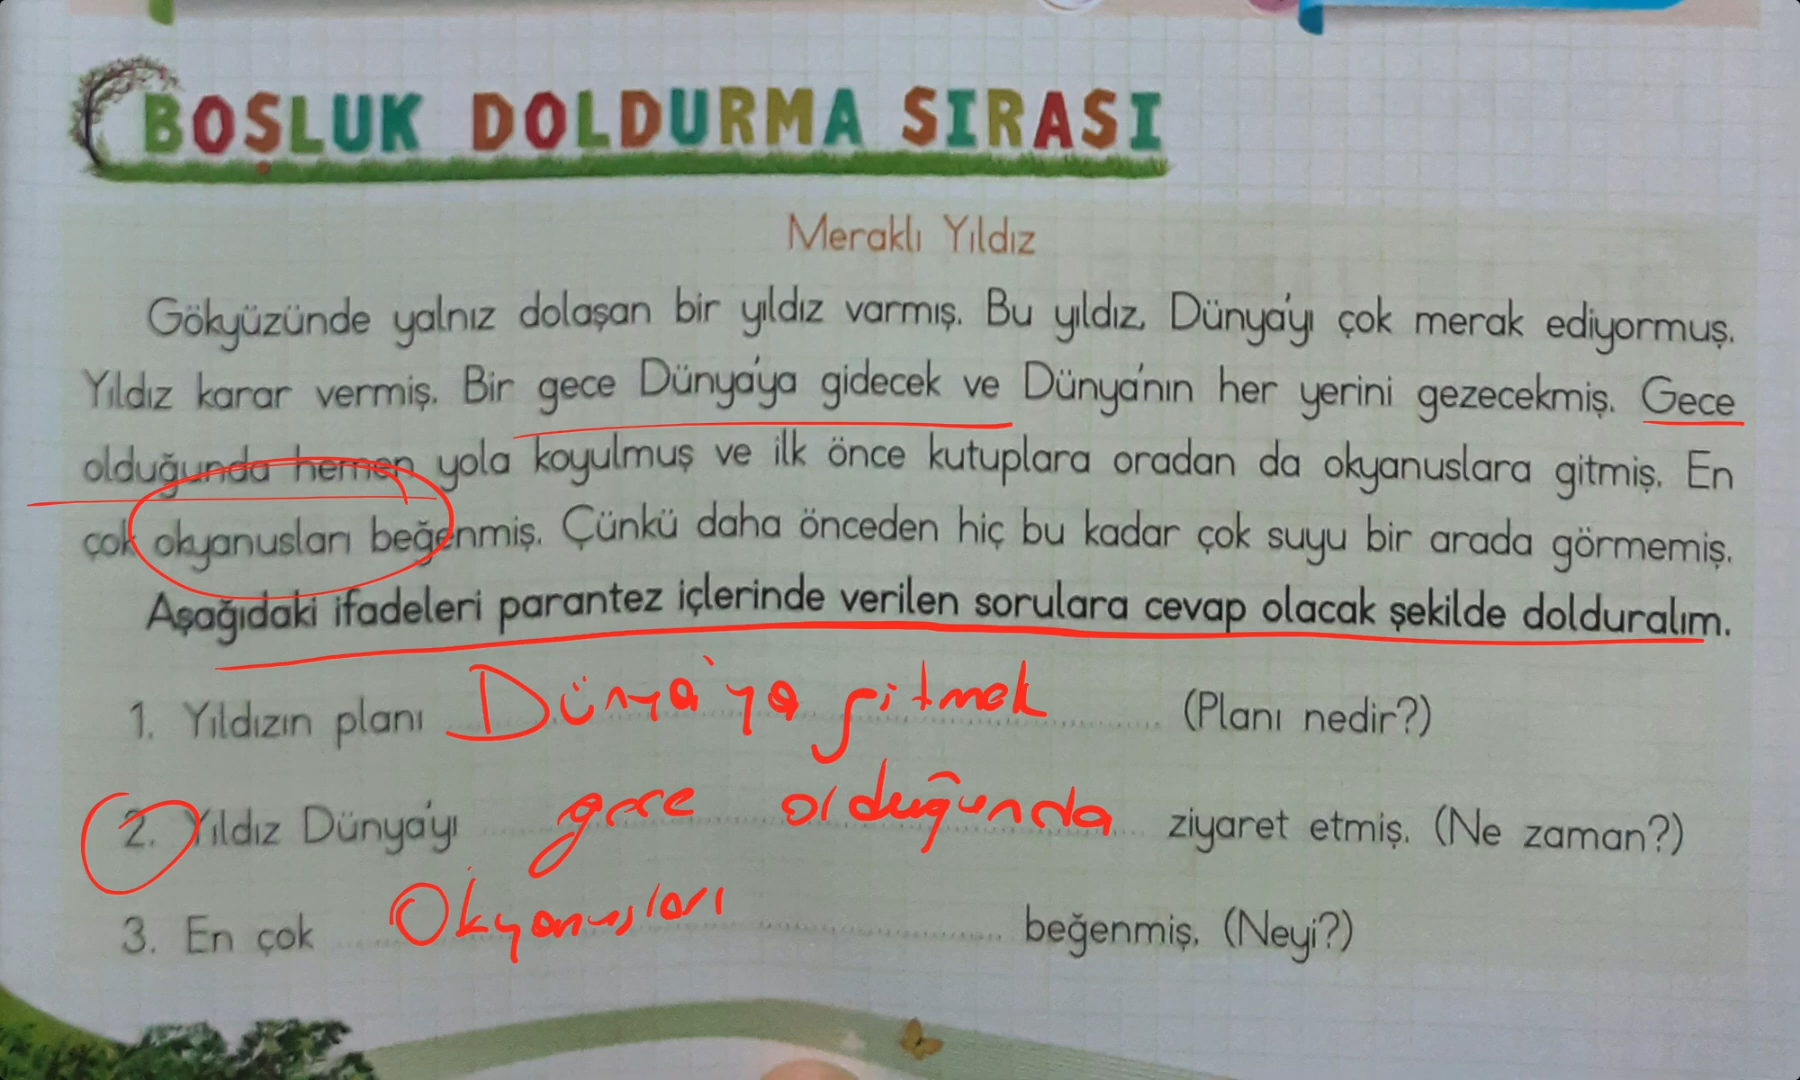 BOŞLUK DOLDURMA SIRASI
Meraklı Yıldız
Gökyüzünde yalnız dolaşan bir yıldız varmış. Bu yıldız, Dünya'yı çok merak ediyormuş.
Yıldız karar vermiş. Bir gece Dünya'ya gidecek ve Dünya'nın her yerini gezecekmiş. Gece
olduğunda hemen yola koyulmuş ve ilk önce kutuplara oradan da okyanuslara gitmiş. En
çok okyanusları beğenmiş. Çünkü daha önceden hiç bu kadar çok suyu bir arada görmemiş.
Aşağıdaki ifadeleri parantez içlerinde verilen sorulara cevap olacak şekilde dolduralım.
1. Yıldızın planı Dünya'ya gitmek (Planı nedir?)
2. Yıldız Dünya'yı gece olduğunda ziyaret etmiş. (Ne zaman?)
3. En çok Okyanusları beğenmiş. (Neyi?)